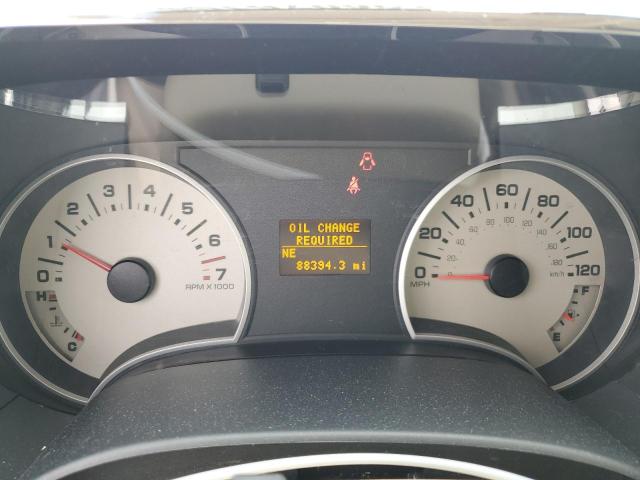 OIL CHANGE
REQUIRED
NE
88394.3 mi
0 1 2 3 4 5 6 7
RPM X 1000
H
C
0 20 40 60 80 100 120
MPH
km/h
F
E